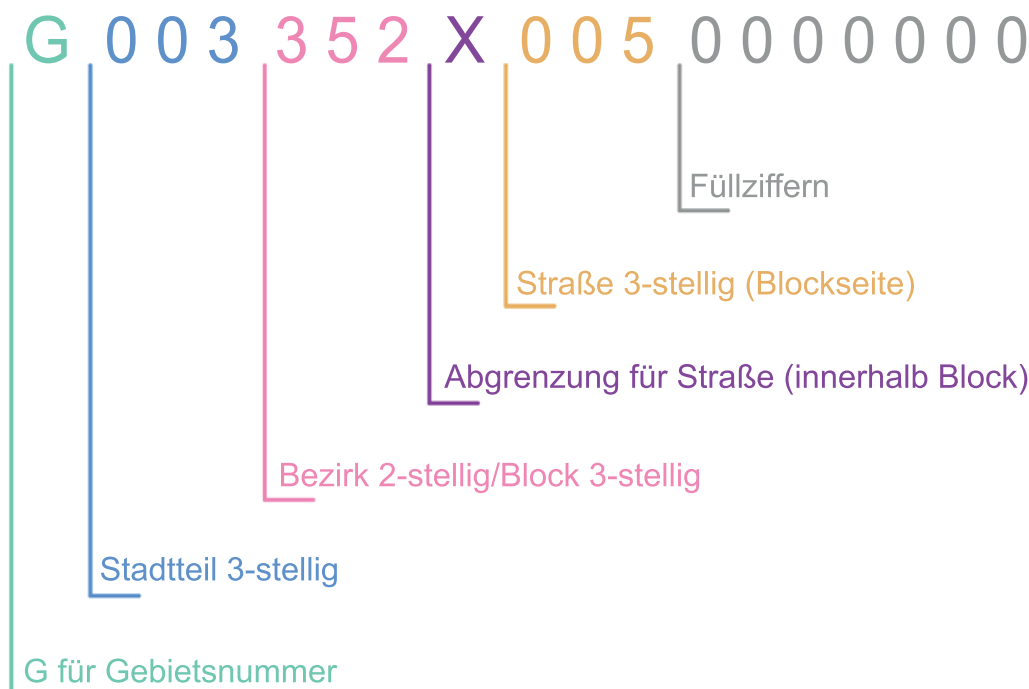 G 0 0 3 3 5 2 X 0 0 5 0 0 0 0 0 0 0
Füllziffern
Straße 3-stellig (Blockseite)
Abgrenzung für Straße (innerhalb Block)
Bezirk 2-stellig/Block 3-stellig
Stadtteil 3-stellig
G für Gebietsnummer